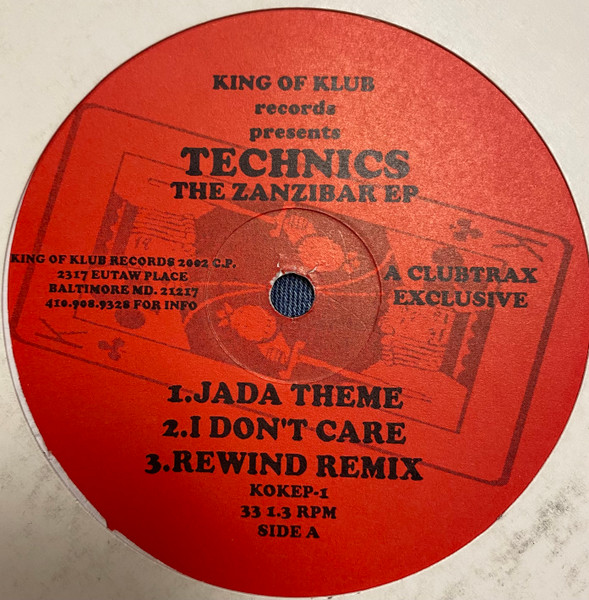 KING OF KLUB
records
presents
TECHNICS
THE ZANZIBAR EP
KING OF KLUB RECORDS 2002 C.P.
2317 EUTAW PLACE
BALTIMORE MD. 21217
410.908.9328 FOR INFO
A CLUBTRAX
EXCLUSIVE
1.JADA THEME
2.I DON'T CARE
3.REWIND REMIX
KOKEP-1
33 1.3 RPM
SIDE A
K
K